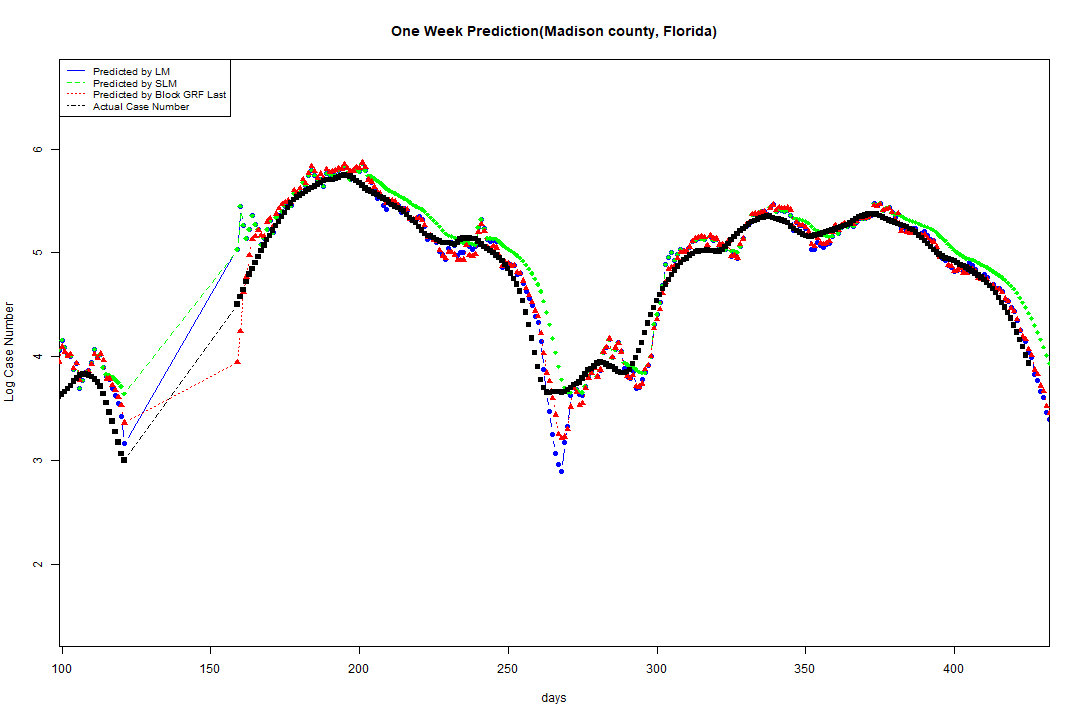 One Week Prediction(Madison county, Florida)
Predicted by LM
Predicted by SLM
Predicted by Block GRF Last
Actual Case Number
6
5
4
3
2
Log Case Number
100 150 200 250 300 350 400
days